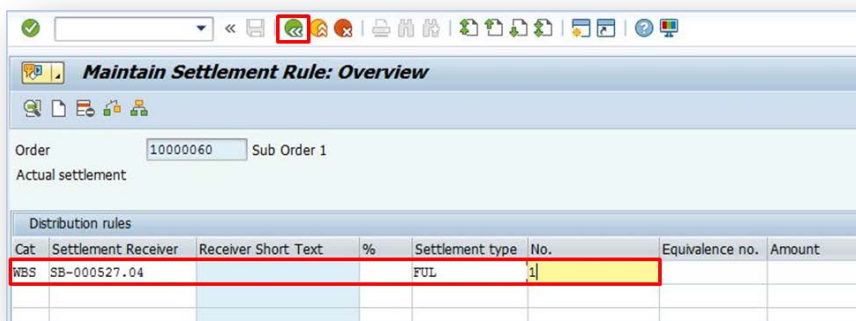 Maintain Settlement Rule: Overview
Order 10000060 Sub Order 1
Actual settlement
Distribution rules
Cat Settlement Receiver Receiver Short Text % Settlement type No. Equivalence no. Amount
WBS SB-000527.04 FUL 1